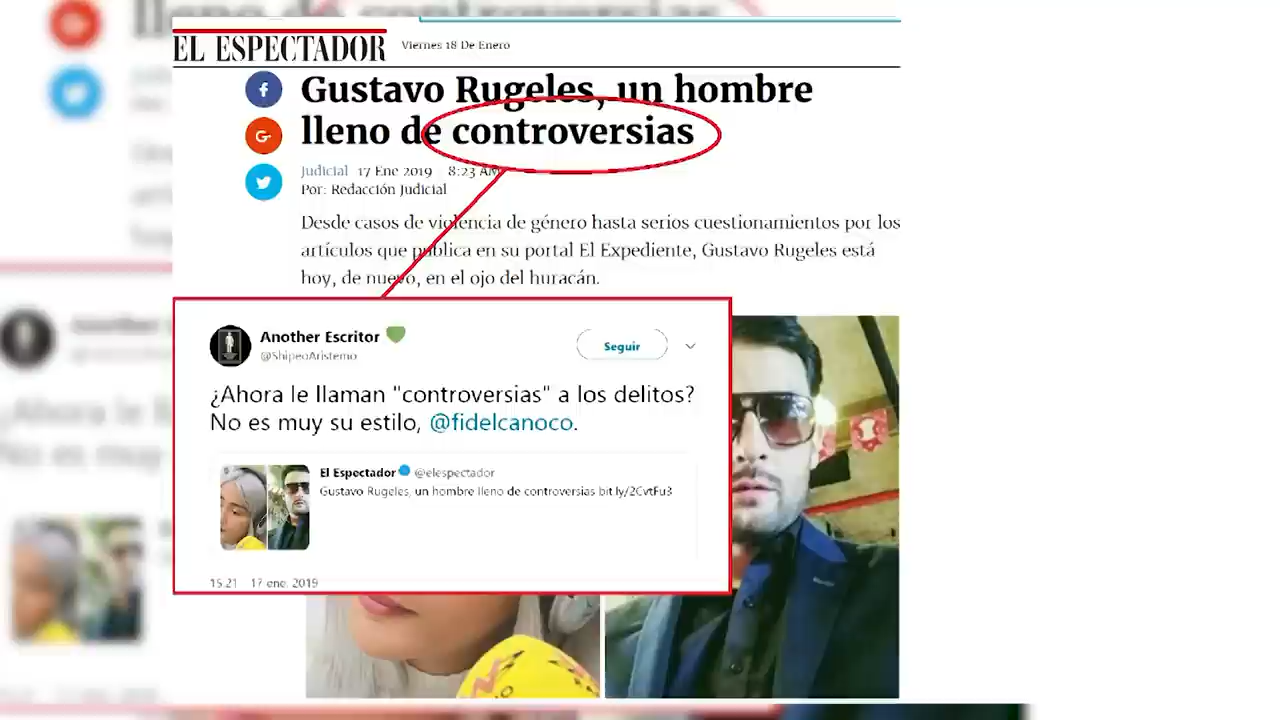 EL ESPECTADOR
Viernes 18 De Enero
Gustavo Rugeles, un hombre
lleno de controversias
Judicial 17 Ene 2019 8:23 AM
Por: Redacción Judicial
Desde casos de violencia de género hasta serios cuestionamientos por los
artículos que publica en su portal El Expediente, Gustavo Rugeles está
hoy, de nuevo, en el ojo del huracán.
Another Escritor
@ShipeoAristemo
Seguir
¿Ahora le llaman "controversias" a los delitos?
No es muy su estilo, @fidelcanoco.
El Espectador @elespectador
Gustavo Rugeles, un hombre lleno de controversias bit.ly/2CvtFu3
15:21 17 ene. 2019